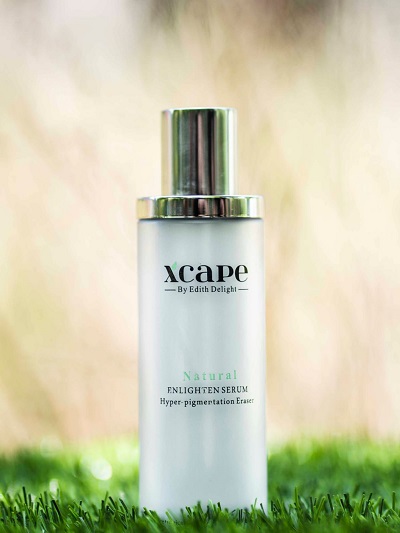 xcape
By Edith Delight
Natural
ENLIGHTEN SERUM
Hyper-pigmentation Eraser